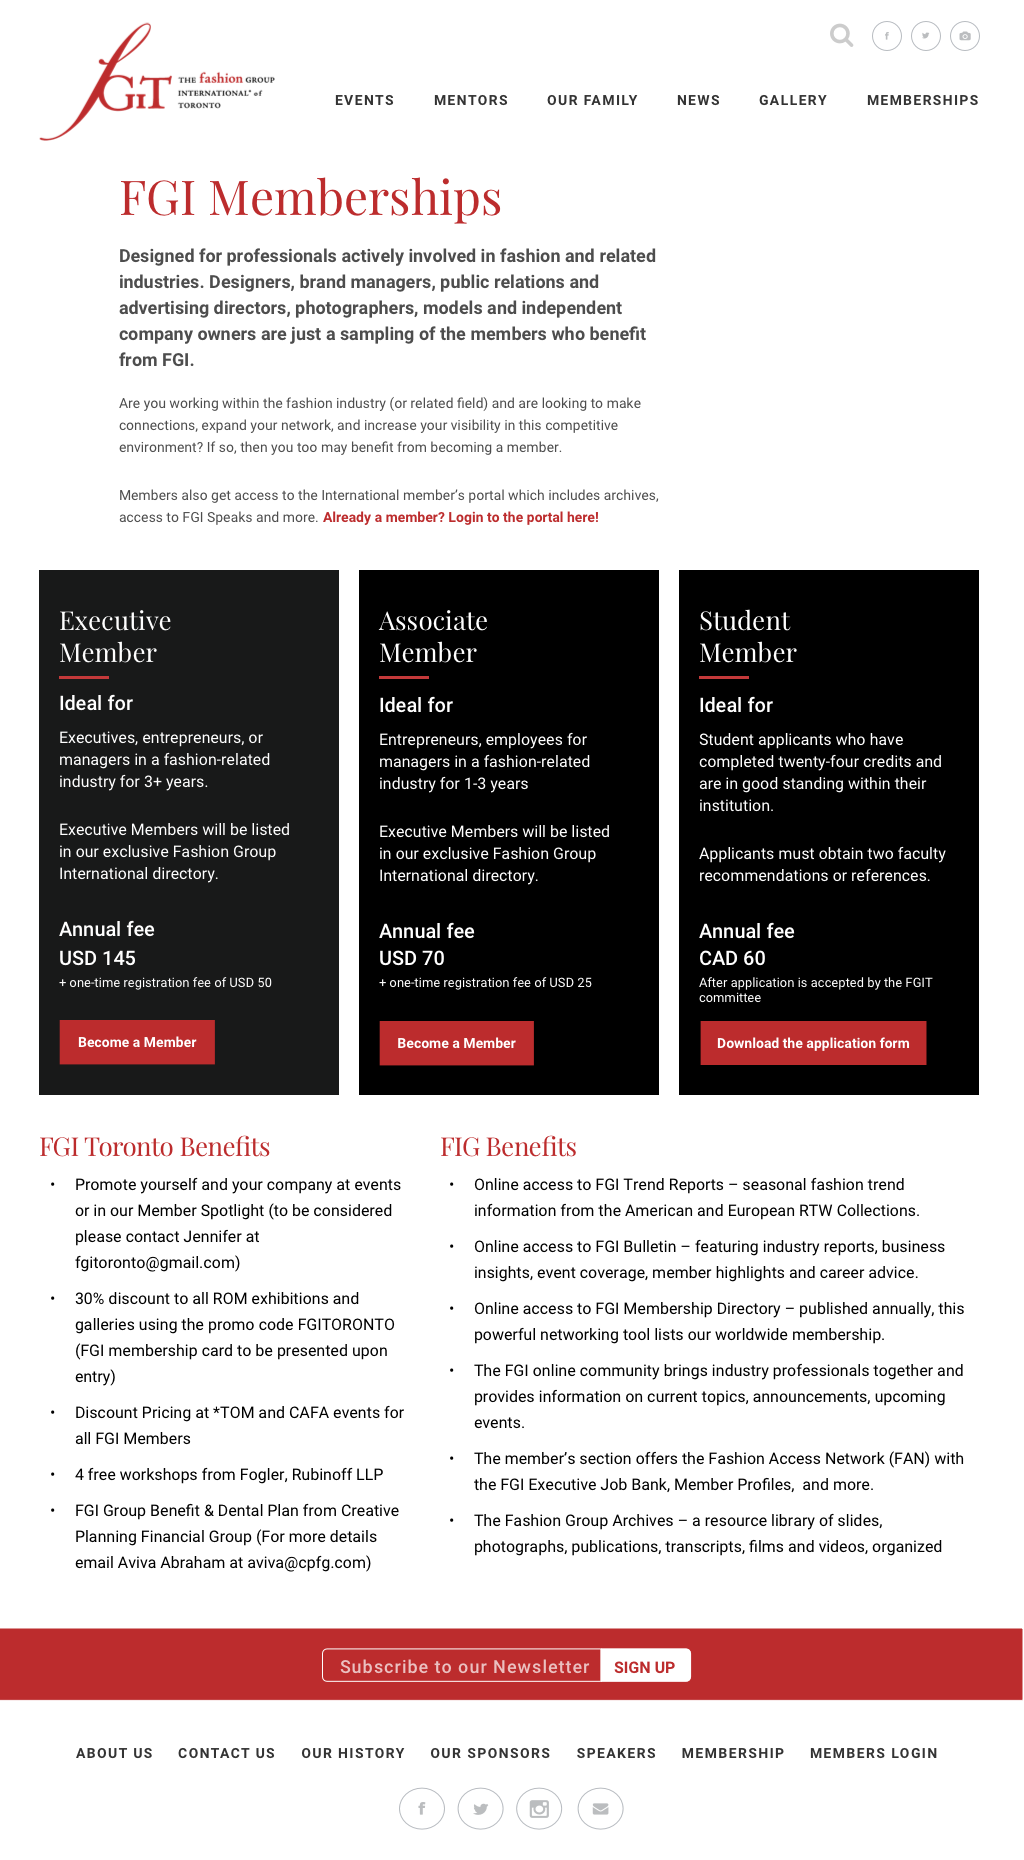 fGIT
THE fashion GROUP
INTERNATIONAL® of
TORONTO
EVENTS MENTORS OUR FAMILY NEWS GALLERY MEMBERSHIPS
FGI Memberships
Designed for professionals actively involved in fashion and related
industries. Designers, brand managers, public relations and
advertising directors, photographers, models and independent
company owners are just a sampling of the members who benefit
from FGI.
Are you working within the fashion industry (or related field) and are looking to make
connections, expand your network, and increase your visibility in this competitive
environment? If so, then you too may benefit from becoming a member.
Members also get access to the International member’s portal which includes archives,
access to FGI Speaks and more. Already a member? Login to the portal here!
Executive
Member
Ideal for
Executives, entrepreneurs, or
managers in a fashion-related
industry for 3+ years.
Executive Members will be listed
in our exclusive Fashion Group
International directory.
Annual fee
USD 145
+ one-time registration fee of USD 50
Become a Member
Associate
Member
Ideal for
Entrepreneurs, employees for
managers in a fashion-related
industry for 1-3 years
Executive Members will be listed
in our exclusive Fashion Group
International directory.
Annual fee
USD 70
+ one-time registration fee of USD 25
Become a Member
Student
Member
Ideal for
Student applicants who have
completed twenty-four credits and
are in good standing within their
institution.
Applicants must obtain two faculty
recommendations or references.
Annual fee
CAD 60
After application is accepted by the FGIT
committee
Download the application form
FGI Toronto Benefits
• Promote yourself and your company at events
or in our Member Spotlight (to be considered
please contact Jennifer at
fgitoronto@gmail.com)
• 30% discount to all ROM exhibitions and
galleries using the promo code FGITORONTO
(FGI membership card to be presented upon
entry)
• Discount Pricing at *TOM and CAFA events for
all FGI Members
• 4 free workshops from Fogler, Rubinoff LLP
• FGI Group Benefit & Dental Plan from Creative
Planning Financial Group (For more details
email Aviva Abraham at aviva@cpfg.com)
FIG Benefits
• Online access to FGI Trend Reports – seasonal fashion trend
information from the American and European RTW Collections.
• Online access to FGI Bulletin – featuring industry reports, business
insights, event coverage, member highlights and career advice.
• Online access to FGI Membership Directory – published annually, this
powerful networking tool lists our worldwide membership.
• The FGI online community brings industry professionals together and
provides information on current topics, announcements, upcoming
events.
• The member’s section offers the Fashion Access Network (FAN) with
the FGI Executive Job Bank, Member Profiles,  and more.
• The Fashion Group Archives – a resource library of slides,
photographs, publications, transcripts, films and videos, organized
Subscribe to our Newsletter SIGN UP
ABOUT US CONTACT US OUR HISTORY OUR SPONSORS SPEAKERS MEMBERSHIP MEMBERS LOGIN